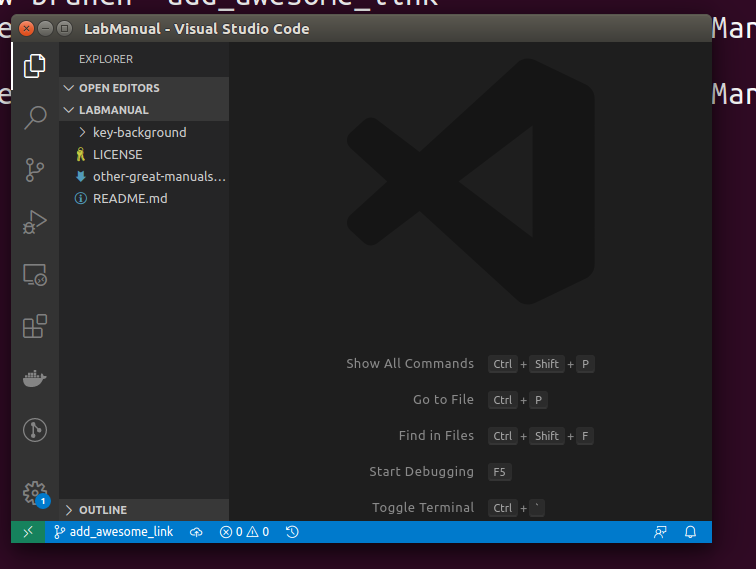 branch add_awesome_link
LabManual - Visual Studio Code
Mar
EXPLORER
OPEN EDITORS
Mar
LABMANUAL
key-background
LICENSE
other-great-manuals...
README.md
Show All Commands Ctrl + Shift + P
Go to File Ctrl + P
Find in Files Ctrl + Shift + F
Start Debugging F5
Toggle Terminal Ctrl + `
1
OUTLINE
add_awesome_link 0 0